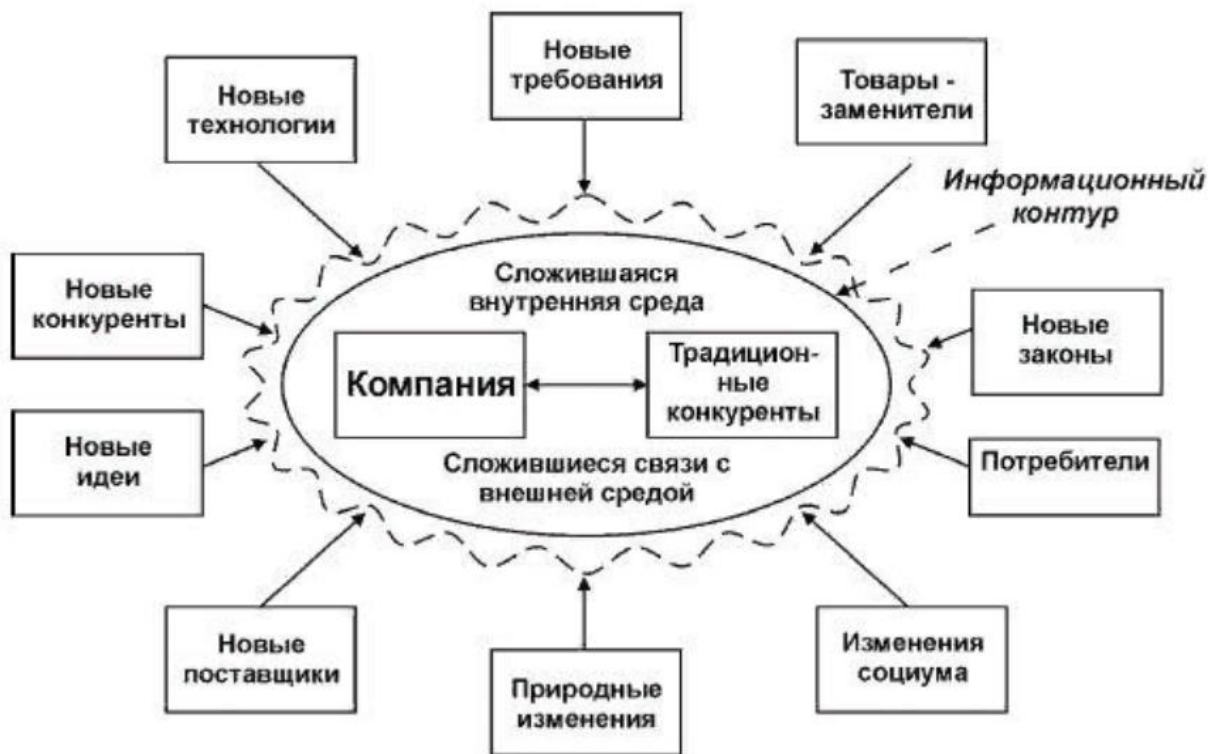 Новые
требования
Новые
технологии
Товары -
заменители
Информационный
контур
Новые
конкуренты
Сложившаяся
внутренняя среда
Новые
законы
Компания
Традицион-
ные
конкуренты
Новые
идеи
Сложившиеся связи с
внешней средой
Потребители
Новые
поставщики
Природные
изменения
Изменения
социума